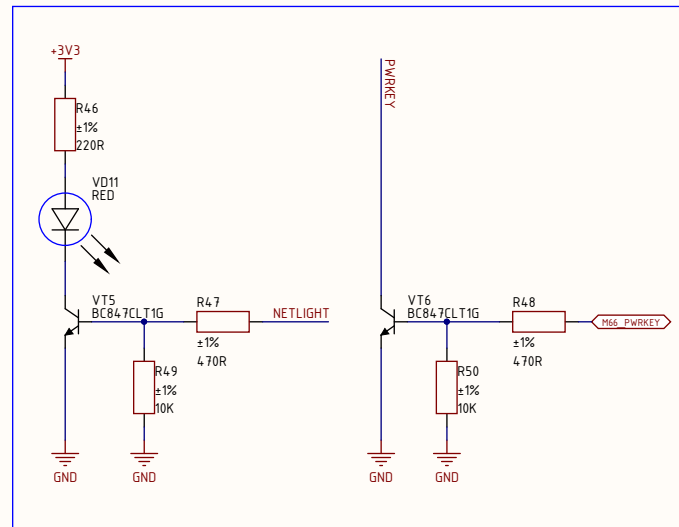 +3V3
R46
±1%
220R
VD11
RED
VT5
BC847CLT1G
R47
±1%
470R
NETLIGHT
R49
±1%
10K
GND
GND
PWRKEY
VT6
BC847CLT1G
R48
±1%
470R
M66_PWRKEY
R50
±1%
10K
GND
GND